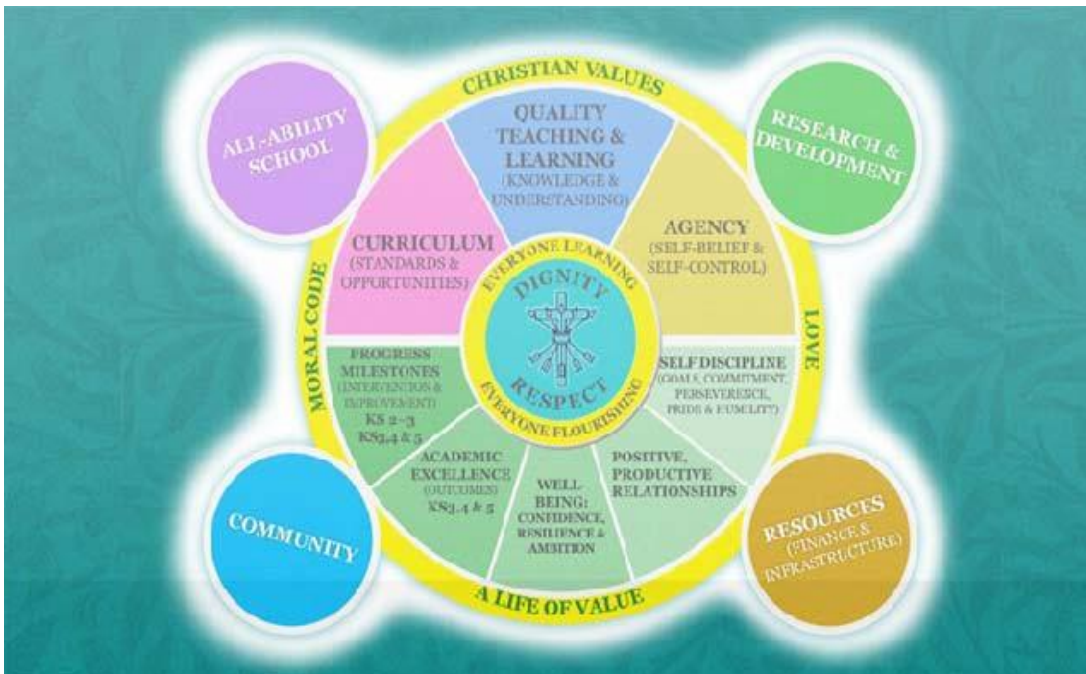 CHRISTIAN VALUES
ALL-ABILITY
SCHOOL
RESEARCH &
DEVELOPMENT
QUALITY
TEACHING &
LEARNING
(KNOWLEDGE &
UNDERSTANDING)
CURRICULUM
(STANDARDS &
OPPORTUNITIES)
AGENCY
(SELF-BELIEF &
SELF-CONTROL)
EVERYONE LEARNING
DIGNITY
RESPECT
EVERYONE FLOURISHING
MORAL CODE
LOVE
PROGRESS
MILESTONES
(INTERVENTION &
IMPROVEMENT)
KS 2-3
KS3,4 & 5
SELF DISCIPLINE
(GOALS, COMMITMENT,
PERSEVERENCE,
PRIDE & HUMILITY)
ACADEMIC
EXCELLENCE
(OUTCOMES)
KS3, 4 & 5
WELL
BEING:
CONFIDENCE,
RESILIENCE &
AMBITION
POSITIVE,
PRODUCTIVE
RELATIONSHIPS
COMMUNITY
RESOURCES
(FINANCE &
INFRASTRUCTURE)
A LIFE OF VALUE